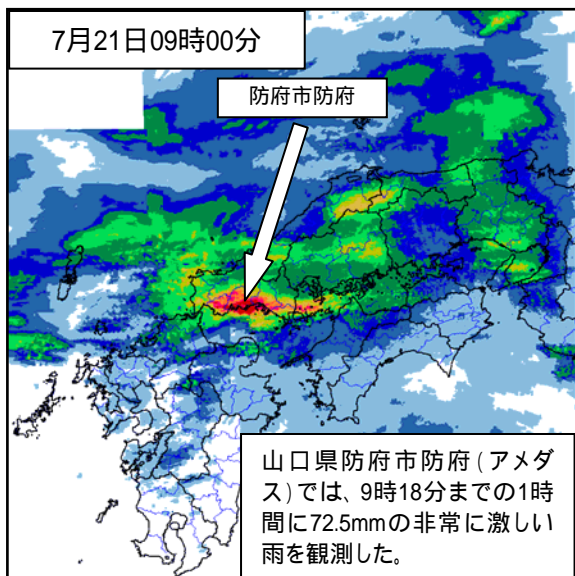 7月21日09時00分
防府市防府
山口県防府市防府(アメダ
ス)では、9時18分までの1時
間に72.5mmの非常に激しい
雨を観測した。